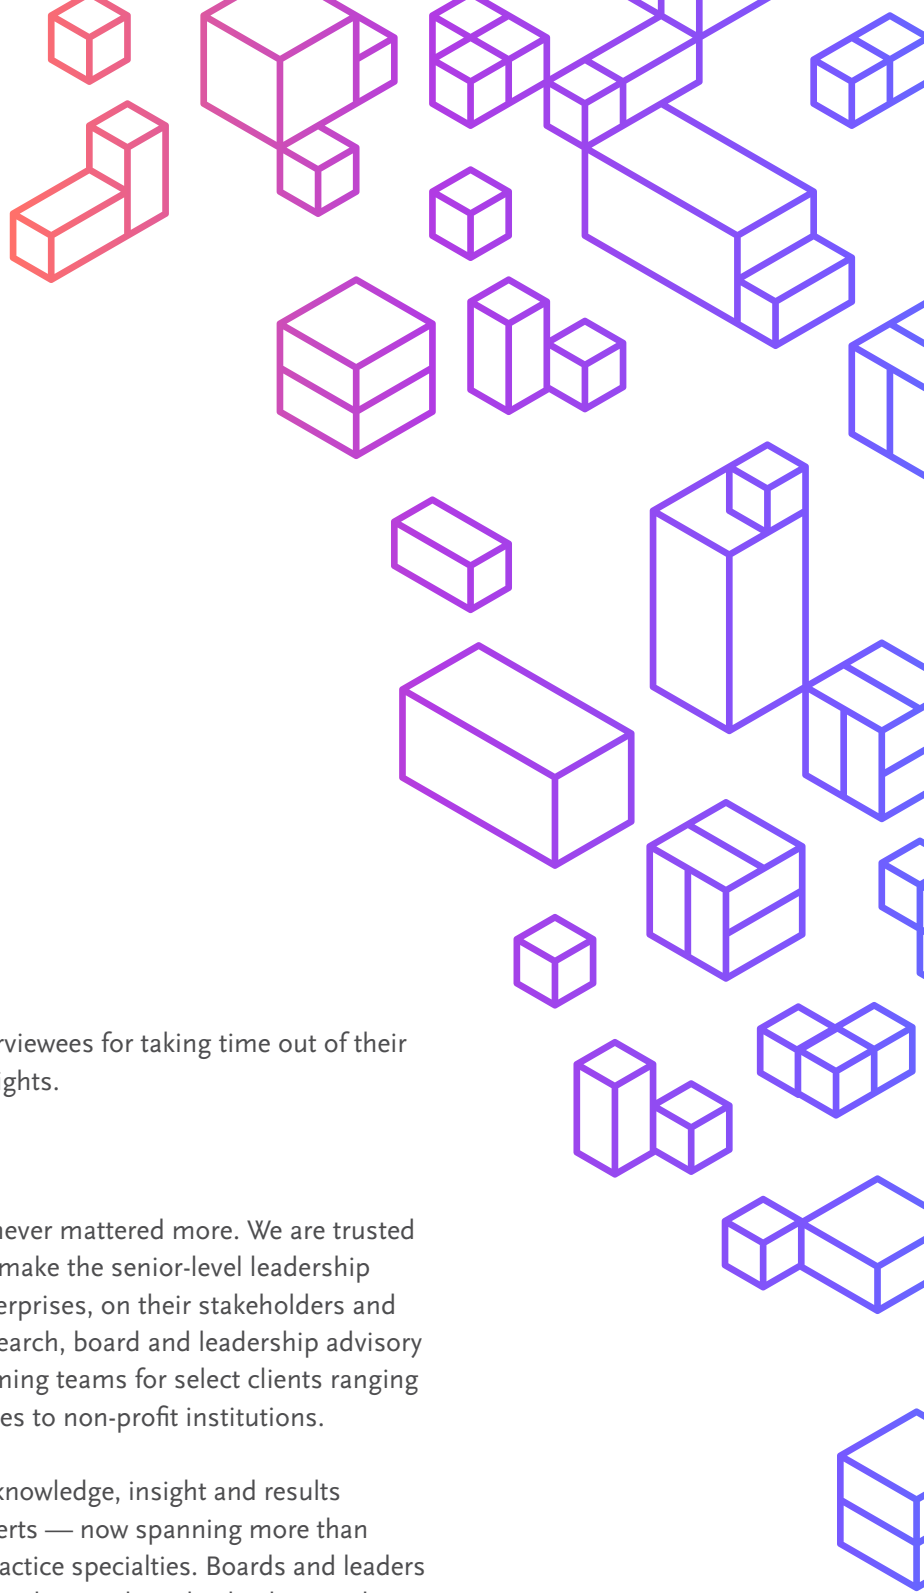 rviewees for taking time out of their
ights.
never mattered more. We are trusted
make the senior-level leadership
erprises, on their stakeholders and
earch, board and leadership advisory
ming teams for select clients ranging
es to non-profit institutions.
knowledge, insight and results
erts — now spanning more than
actice specialties. Boards and leaders